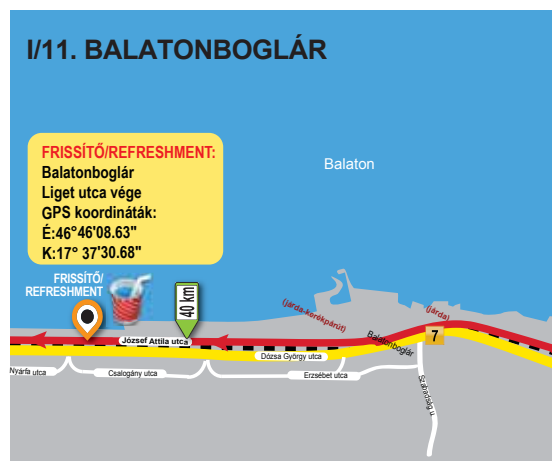 I/11. BALATONBOGLÁR
FRISSÍTŐ/REFRESHMENT:
Balatonboglár
Liget utca vége
GPS koordináták:
É:46°46'08.63"
K:17° 37'30.68"
Balaton
FRISSÍTŐ/
REFRESHMENT
40 km
(járda-kerékpárút)
(járda)
7
Balatonboglár
József Attila utca
Dózsa György utca
Nyárfa utca
Csalogány utca
Erzsébet utca
Szabadság u.